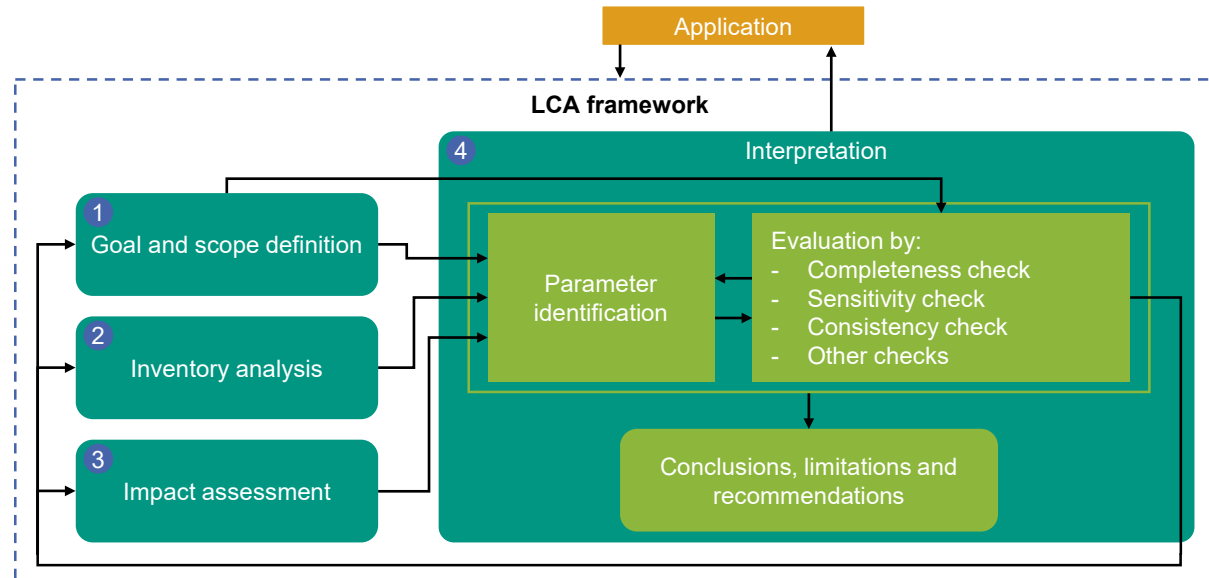 Application
LCA framework
4
Interpretation
1
Goal and scope definition
2
Inventory analysis
3
Impact assessment
Parameter
identification
Evaluation by:
- Completeness check
- Sensitivity check
- Consistency check
- Other checks
Conclusions, limitations and
recommendations